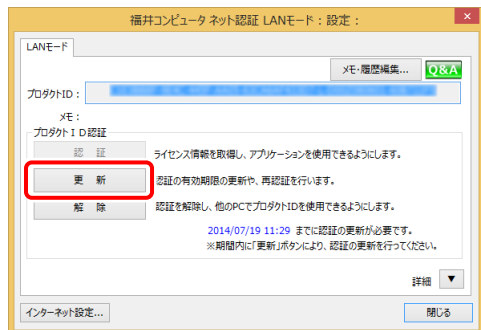 福井コンピュータ ネット認証 LANモード：設定：
LANモード
メモ・履歴編集... Q&A
プロダクトID：
メモ：
プロダクトＩＤ認証
認　証 ライセンス情報を取得し、アプリケーションを使用できるようにします。
更　新 認証の有効期限の更新や、再認証を行います。
解　除 認証を解除し、他のPCでプロダクトIDを使用できるようにします。
2014/07/19 11:29 までに認証の更新が必要です。
※期間内に「更新」ボタンにより、認証の更新を行ってください。
詳細 ▼
インターネット設定... 閉じる